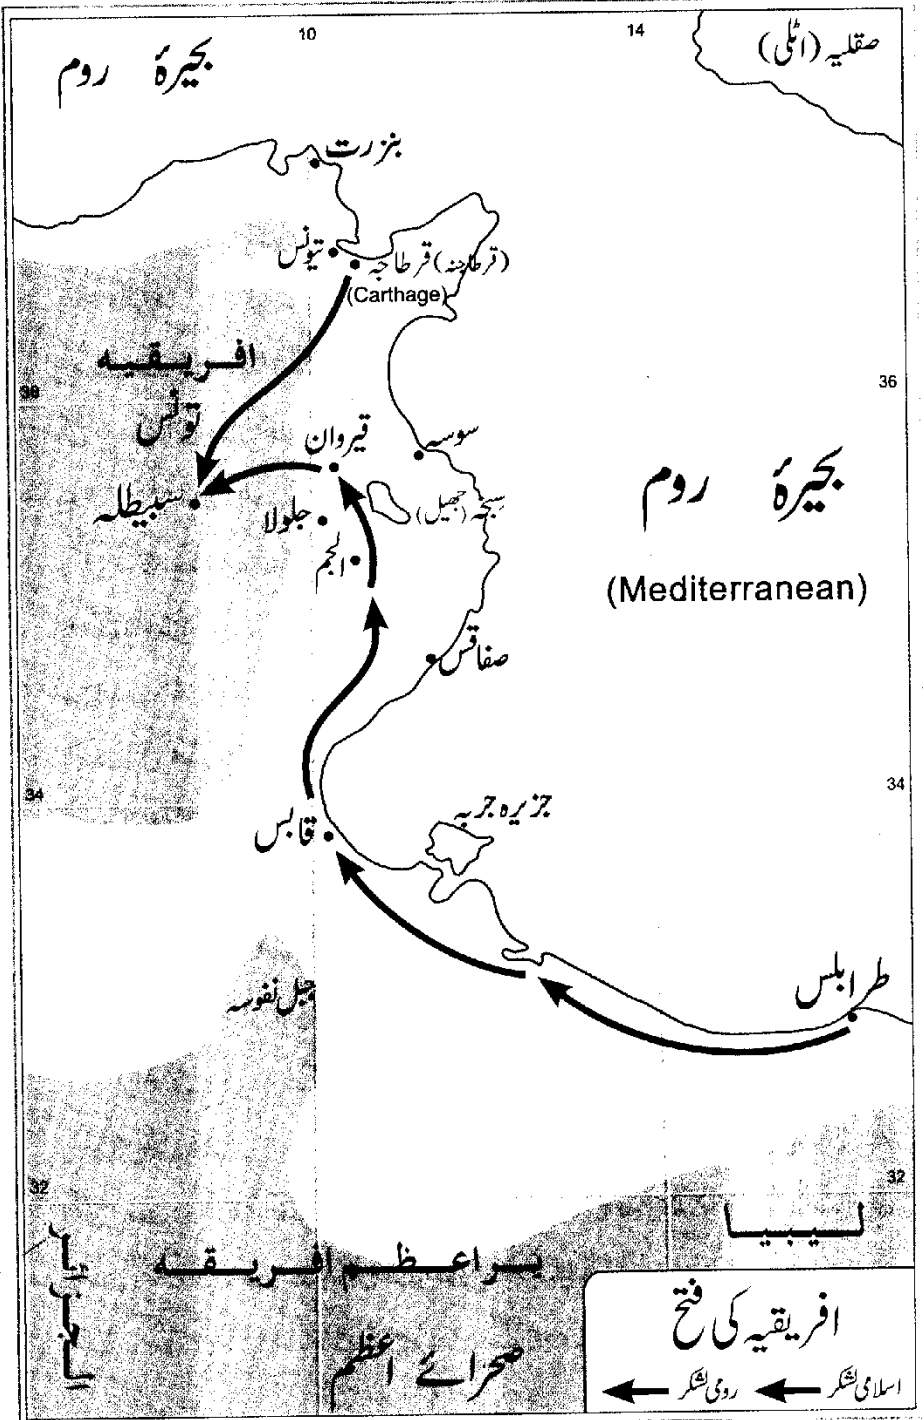 10
14
صقلیہ (اٹلی)
بحیرۂ روم
بنزرت
تیونس
قرطاجہ (قرطاجنہ)
(Carthage)
افریقیہ
36
36
تونس
قیروان
سوسہ
بحیرۂ روم
سبیطلہ
جلولا
سبخہ (جھیل)
الجم
(Mediterranean)
صفاقس
34
34
جزیرہ جربہ
قابس
طرابلس
جبل نفوسہ
32
32
لیبیا
الجزائر
براعظم افریقہ
صحرائے اعظم
افریقیہ کی فتح
اسلامی لشکر
رومی لشکر